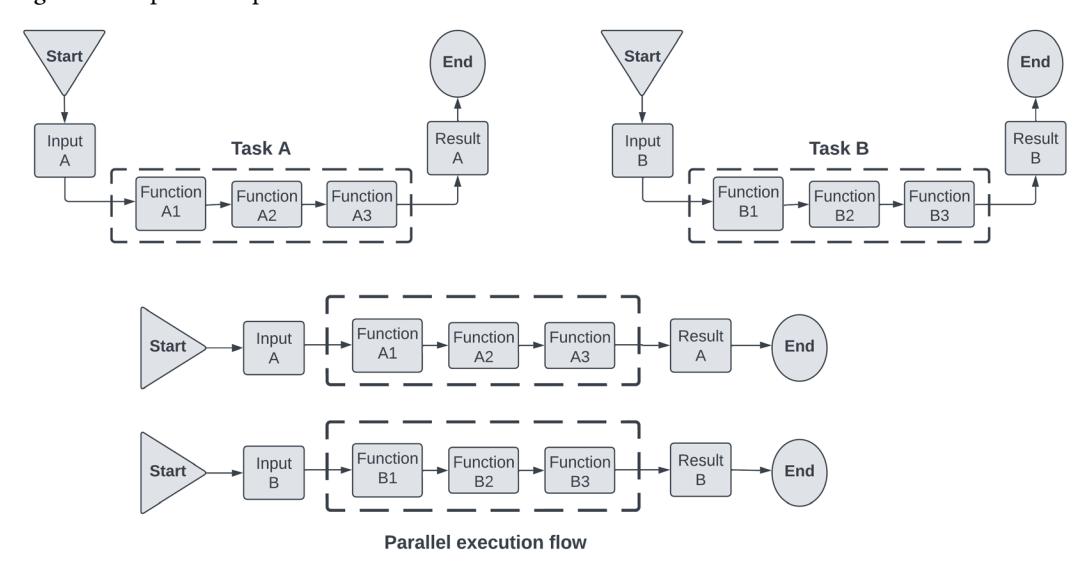 Start
End
Input
A
Task A
Function
A1
Function
A2
Function
A3
Result
A
Start
End
Input
B
Task B
Function
B1
Function
B2
Function
B3
Result
B
Start
Input
A
Function
A1
Function
A2
Function
A3
Result
A
End
Start
Input
B
Function
B1
Function
B2
Function
B3
Result
B
End
Parallel execution flow